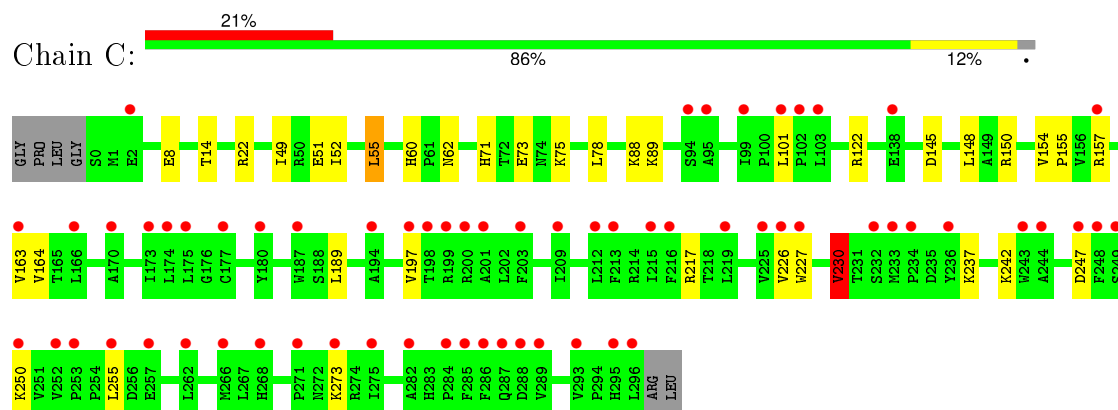 21%
Chain C:
86% 12% •
GLY PRO LEU GLY S0 M1 E2 E8 T14 R22 I49 R50 E51 I52 L55 H60 P61 N62 H71 T72 E73 N74 K75 L78 K88 K89 S94 A95 I99 P100 L101 P102 L103 R122 E138 D145 L148 A149 R150 V154 P155 V156 R157
V163 V164 T165 L166 A170 I173 L174 L175 G176 C177 Y180 W187 S188 L189 A194 V197 T198 R199 R200 A201 L202 F203 I209 L212 F213 R214 I215 F216 R217 T218 L219 V225 V226 W227 V230 T231 S232 M233 P234 D235 Y236 K237 K242 W243 A244 D247 F248 S249
K250 V251 V252 P253 P254 L255 D256 E257 L262 M266 L267 H268 P271 N272 K273 R274 I275 A282 H283 P284 F285 F286 Q287 D288 V289 V293 P294 H295 L296 ARG LEU